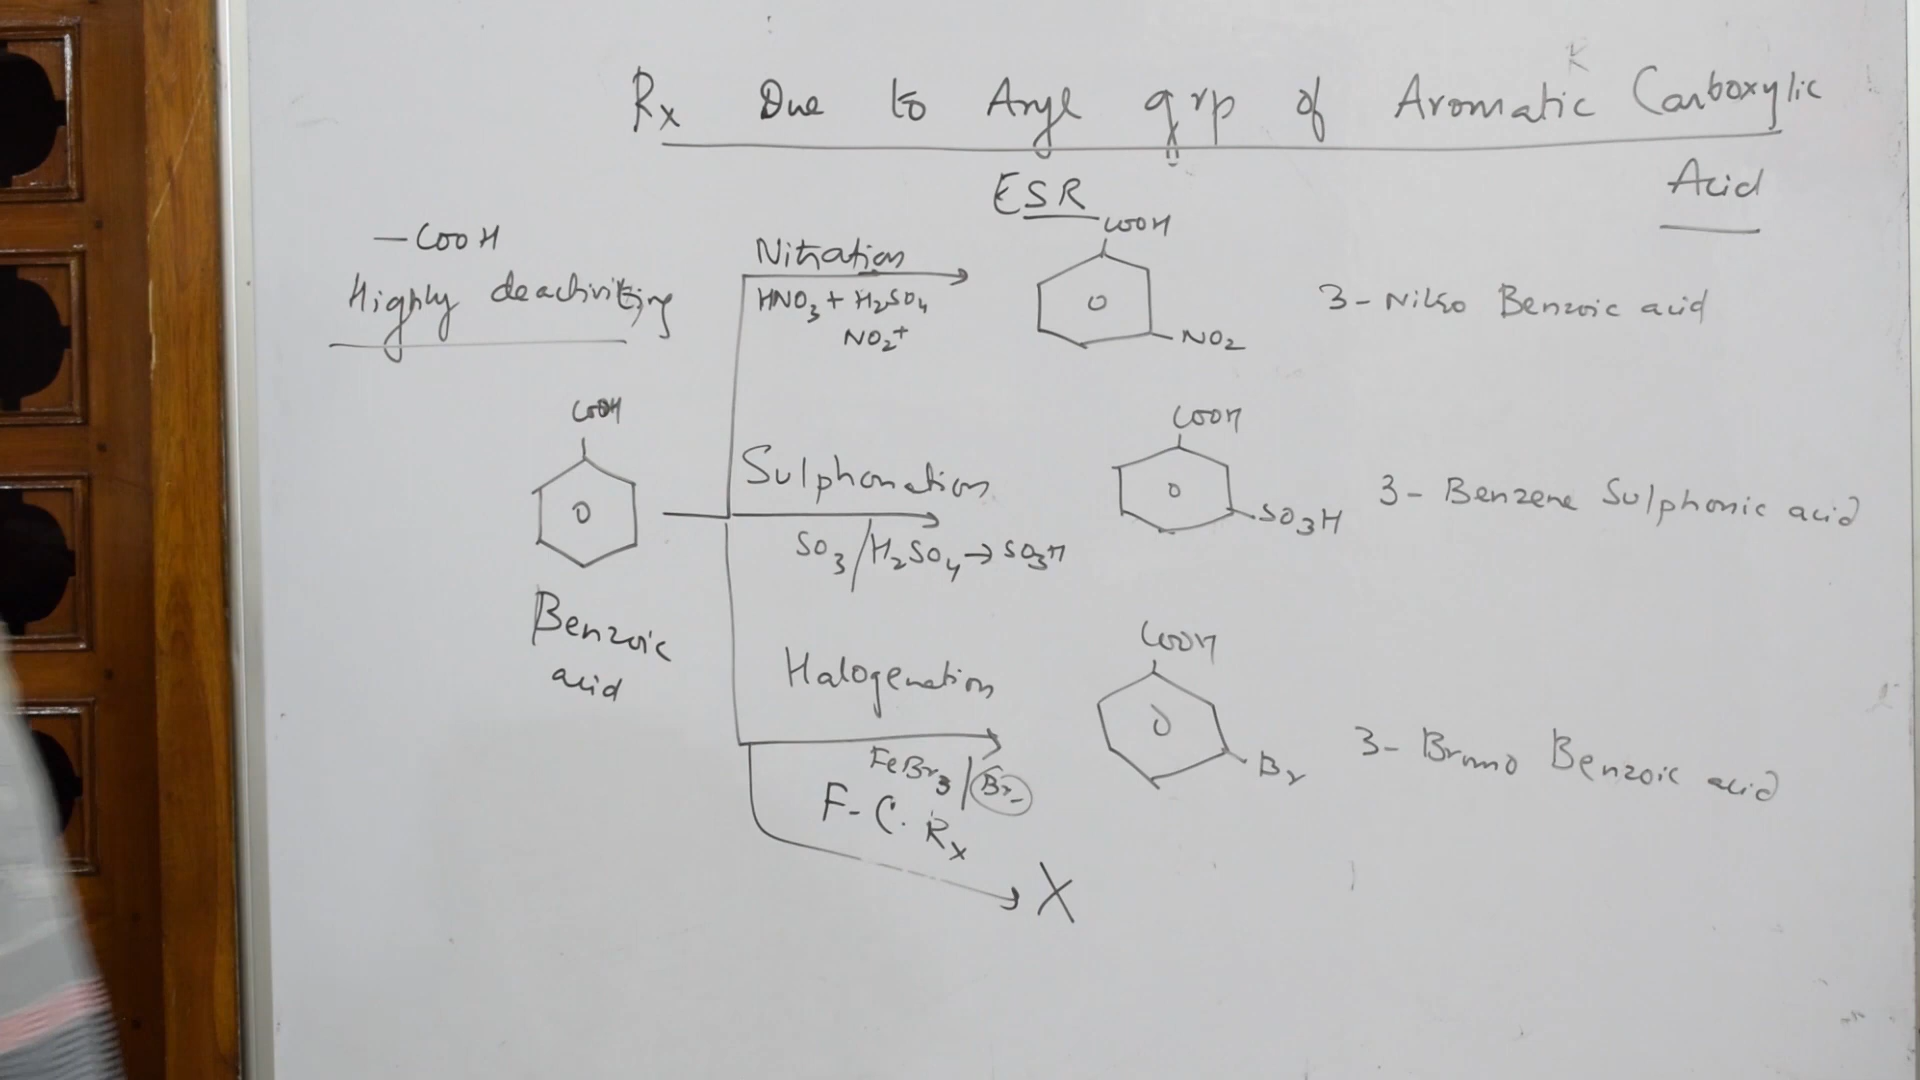 Rx Due to Aryl grp of Aromatic Carboxylic
Acid
ESR
–COOH
Highly deactiviting
Nitration
HNO3 + H2SO4
NO2+
COOH
NO2
3- Nitro Benzoic acid
COOH
Benzoic
acid
Sulphonation
SO3/H2SO4 → SO3H
COOH
SO3H
3- Benzene Sulphonic acid
Halogenation
FeBr3/Br2
COOH
Br
3- Bromo Benzoic acid
F-C. Rx
X